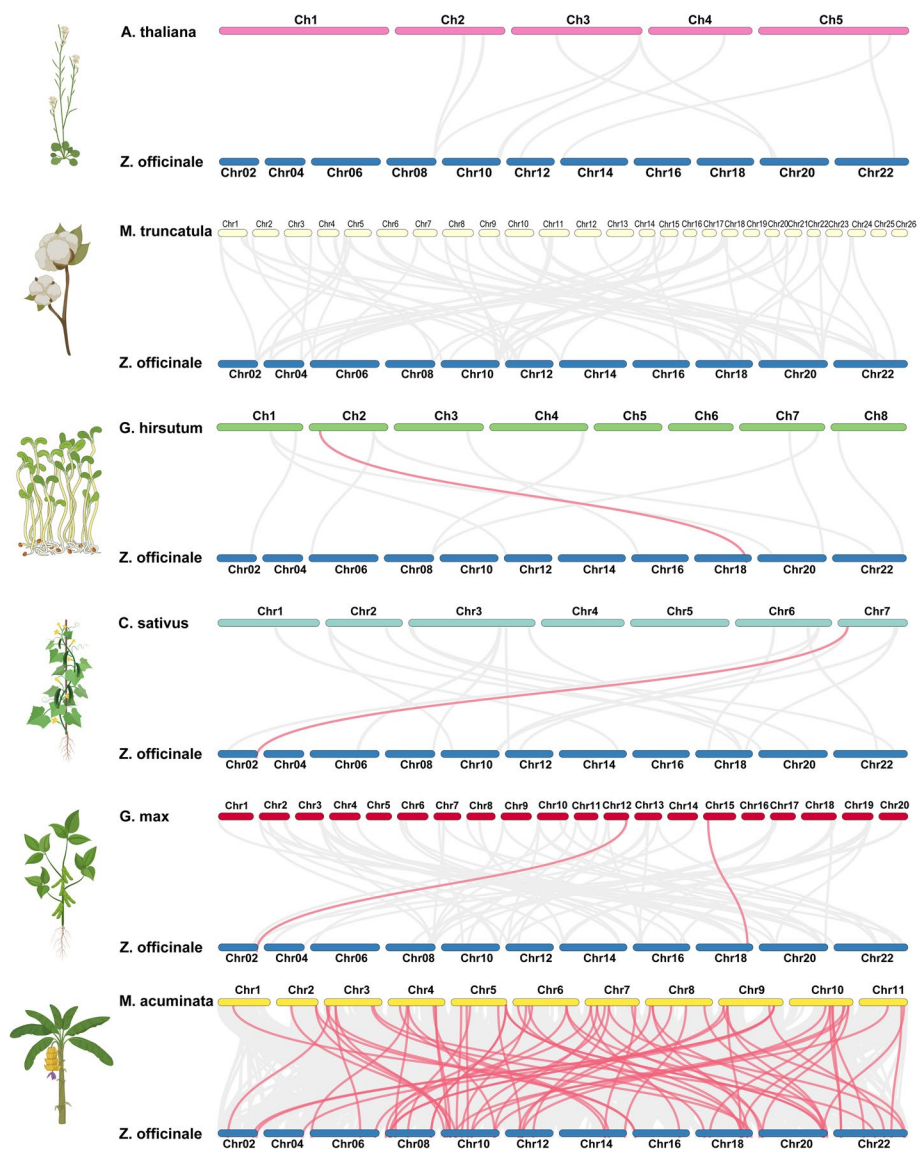 Ch1 Ch2 Ch3 Ch4 Ch5
A. thaliana
Z. officinale
Chr02 Chr04 Chr06 Chr08 Chr10 Chr12 Chr14 Chr16 Chr18 Chr20 Chr22
Chr1 Chr2 Chr3 Chr4 Chr5 Chr6 Chr7 Chr8 Chr9 Chr10 Chr11 Chr12 Chr13 Chr14 Chr15 Chr16 Chr17 Chr18 Chr19 Chr20 Chr21 Chr22 Chr23 Chr24 Chr25 Chr26
M. truncatula
Z. officinale
Chr02 Chr04 Chr06 Chr08 Chr10 Chr12 Chr14 Chr16 Chr18 Chr20 Chr22
Ch1 Ch2 Ch3 Ch4 Ch5 Ch6 Ch7 Ch8
G. hirsutum
Z. officinale
Chr02 Chr04 Chr06 Chr08 Chr10 Chr12 Chr14 Chr16 Chr18 Chr20 Chr22
Chr1 Chr2 Chr3 Chr4 Chr5 Chr6 Chr7
C. sativus
Z. officinale
Chr02 Chr04 Chr06 Chr08 Chr10 Chr12 Chr14 Chr16 Chr18 Chr20 Chr22
Chr1 Chr2 Chr3 Chr4 Chr5 Chr6 Chr7 Chr8 Chr9 Chr10 Chr11 Chr12 Chr13 Chr14 Chr15 Chr16 Chr17 Chr18 Chr19 Chr20
G. max
Z. officinale
Chr02 Chr04 Chr06 Chr08 Chr10 Chr12 Chr14 Chr16 Chr18 Chr20 Chr22
Chr1 Chr2 Chr3 Chr4 Chr5 Chr6 Chr7 Chr8 Chr9 Chr10 Chr11
M. acuminata
Z. officinale
Chr02 Chr04 Chr06 Chr08 Chr10 Chr12 Chr14 Chr16 Chr18 Chr20 Chr22